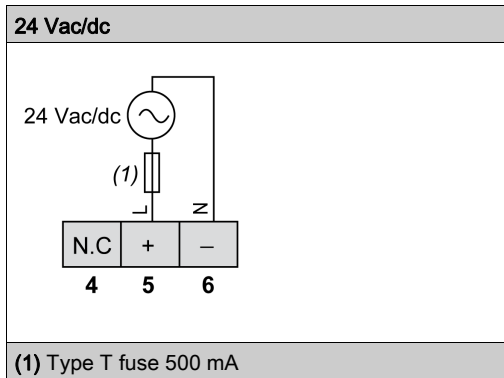 24 Vac/dc
24 Vac/dc
(1)
L N
N.C + –
4 5 6
(1) Type T fuse 500 mA